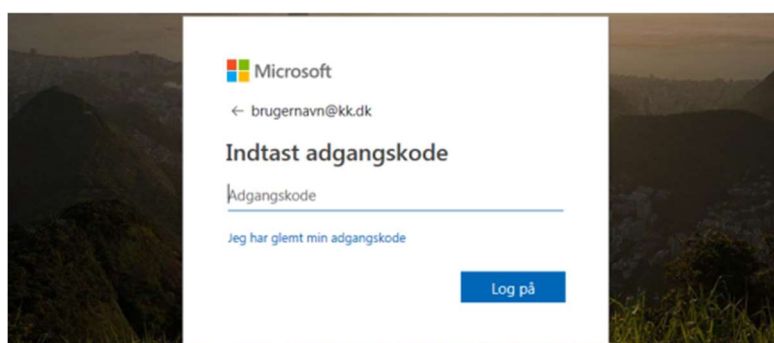 Microsoft
← brugernavn@kk.dk
Indtast adgangskode
Adgangskode
Jeg har glemt min adgangskode
Log på